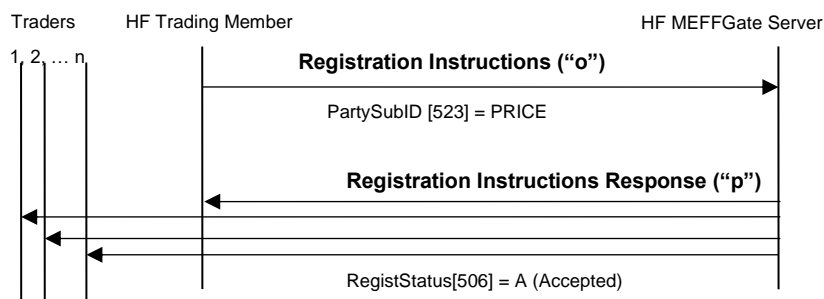 Traders HF Trading Member HF MEFFGate Server
1, 2, … n
Registration Instructions (“o”)
PartySubID [523] = PRICE
Registration Instructions Response (“p”)
RegistStatus[506] = A (Accepted)